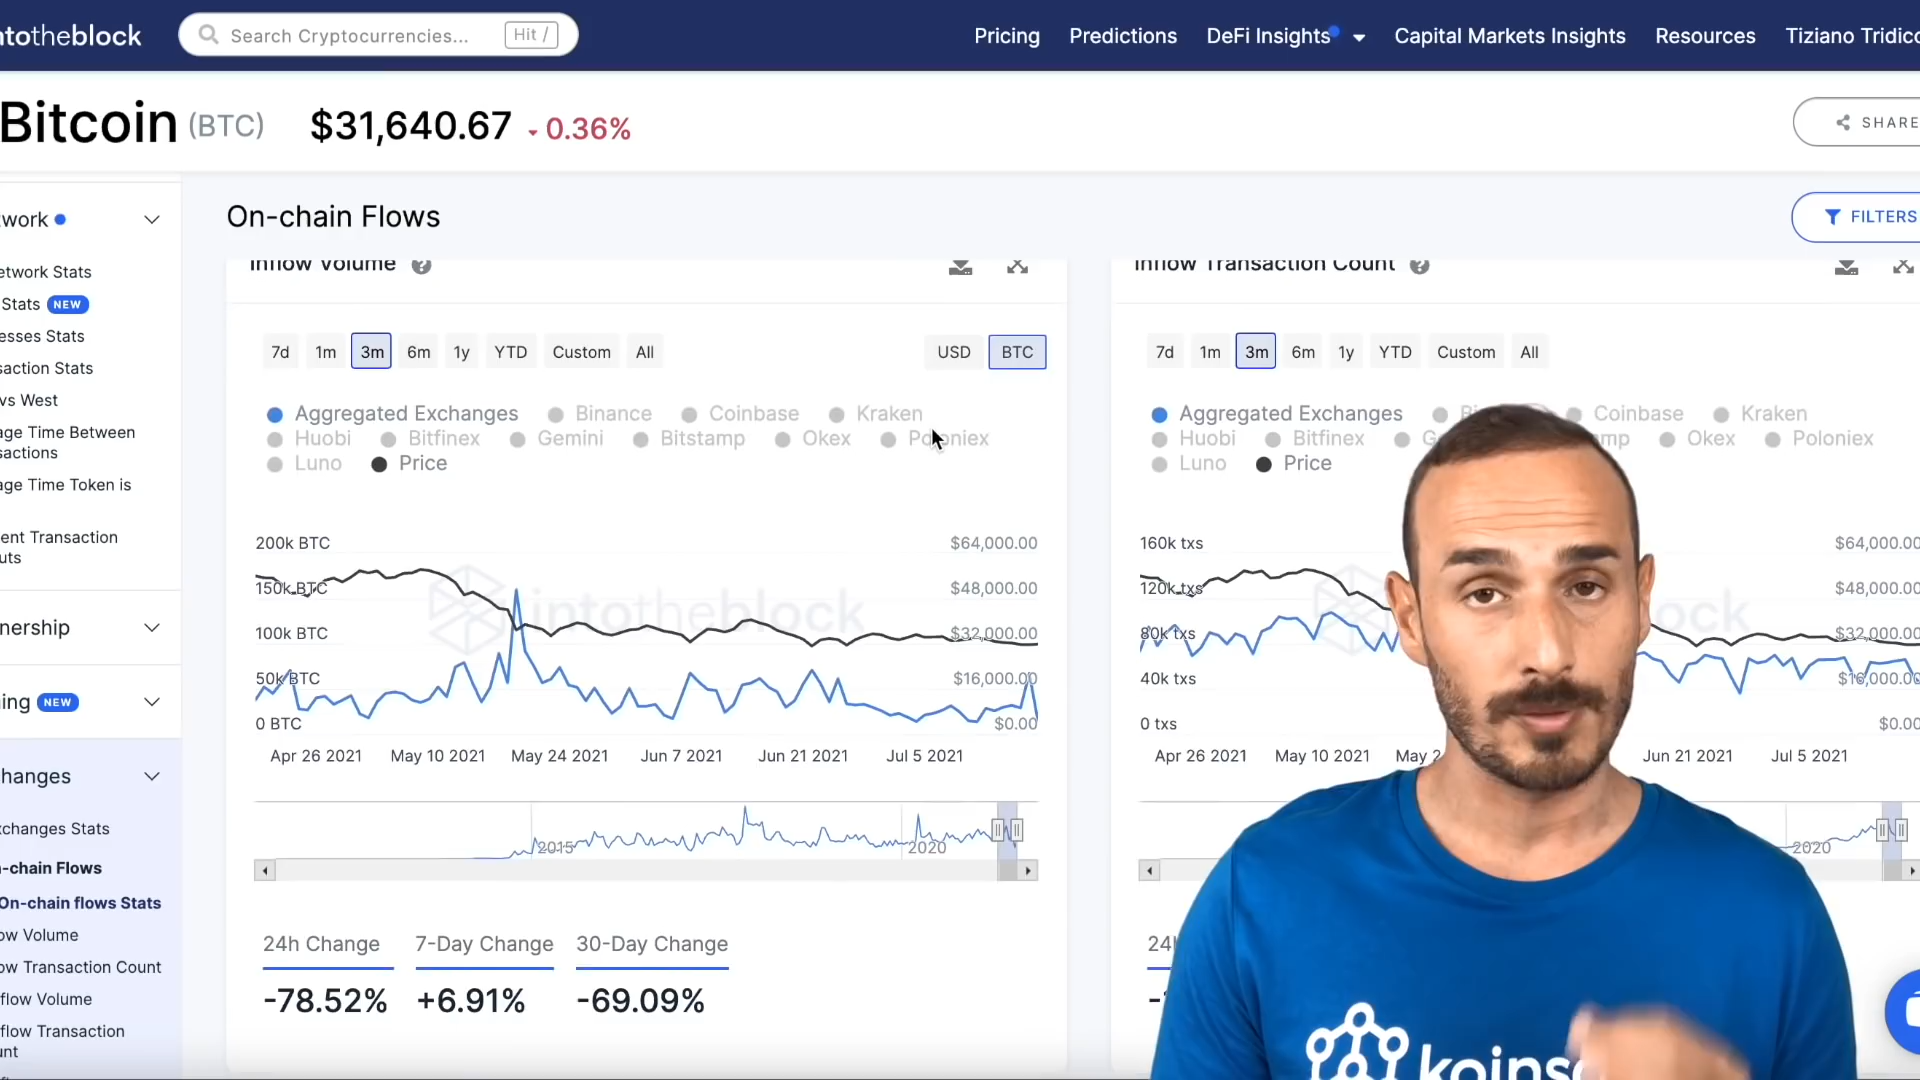 ntotheblock
Search Cryptocurrencies... Hit /
Pricing Predictions DeFi Insights Capital Markets Insights Resources Tiziano Tridico
Bitcoin (BTC) $31,640.67 0.36%
SHARE
work
etwork Stats
Stats NEW
esses Stats
saction Stats
vs West
age Time Between
sactions
age Time Token is
ent Transaction
uts
nership
ing NEW
changes
xchanges Stats
n-chain Flows
On-chain flows Stats
ow Volume
ow Transaction Count
flow Volume
flow Transaction
unt
On-chain Flows
FILTERS
Inflow Volume
7d 1m 3m 6m 1y YTD Custom All USD BTC
Aggregated Exchanges Binance Coinbase Kraken
Huobi Bitfinex Gemini Bitstamp Okex Poloniex
Luno Price
200k BTC $64,000.00
150k BTC $48,000.00
100k BTC $32,000.00
50k BTC $16,000.00
0 BTC $0.00
intotheblock
Apr 26 2021 May 10 2021 May 24 2021 Jun 7 2021 Jun 21 2021 Jul 5 2021
2015 2020
24h Change 7-Day Change 30-Day Change
-78.52% +6.91% -69.09%
Inflow Transaction Count
7d 1m 3m 6m 1y YTD Custom All
Aggregated Exchanges Coinbase Kraken
Huobi Bitfinex mp Okex Poloniex
Luno Price
160k txs $64,000.00
120k txs $48,000.00
80k txs $32,000.00
40k txs $16,000.00
0 txs $0.00
ock
Apr 26 2021 May 10 2021 May 2 Jun 21 2021 Jul 5 2021
2020
24h
koins